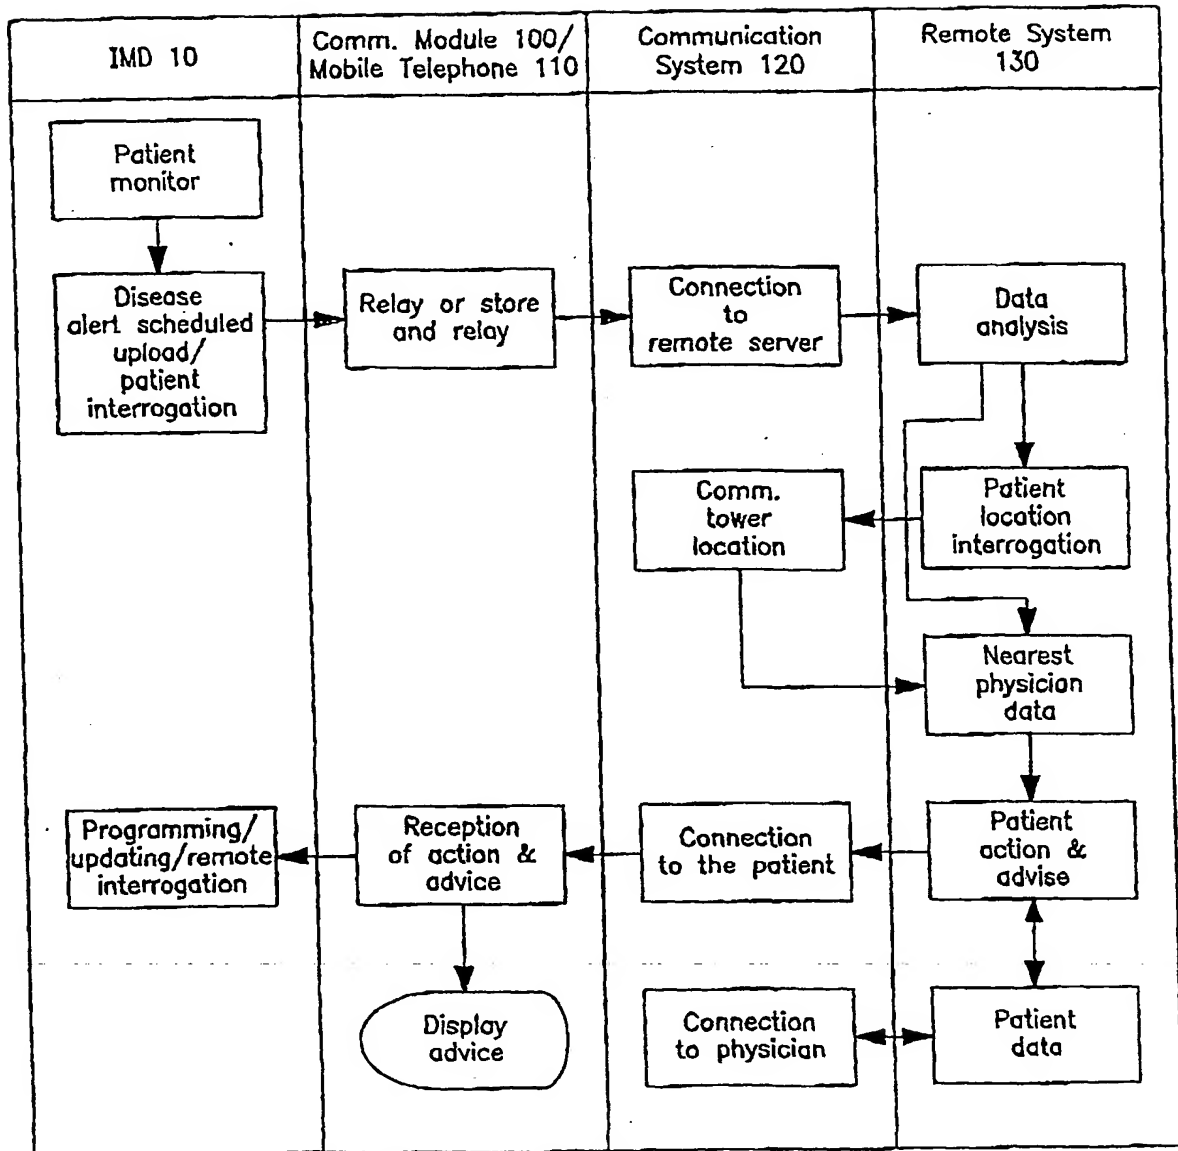 IMD 10
Comm. Module 100/
Mobile Telephone 110
Communication
System 120
Remote System
130
Patient
monitor
Disease
alert scheduled
upload/
patient
interrogation
Relay or store
and relay
Connection
to
remote server
Data
analysis
Comm.
tower
location
Patient
location
interrogation
Nearest
physician
data
Programming/
updating/remote
interrogation
Reception
of action &
advice
Connection
to the patient
Patient
action &
advise
Display
advice
Connection
to physician
Patient
data